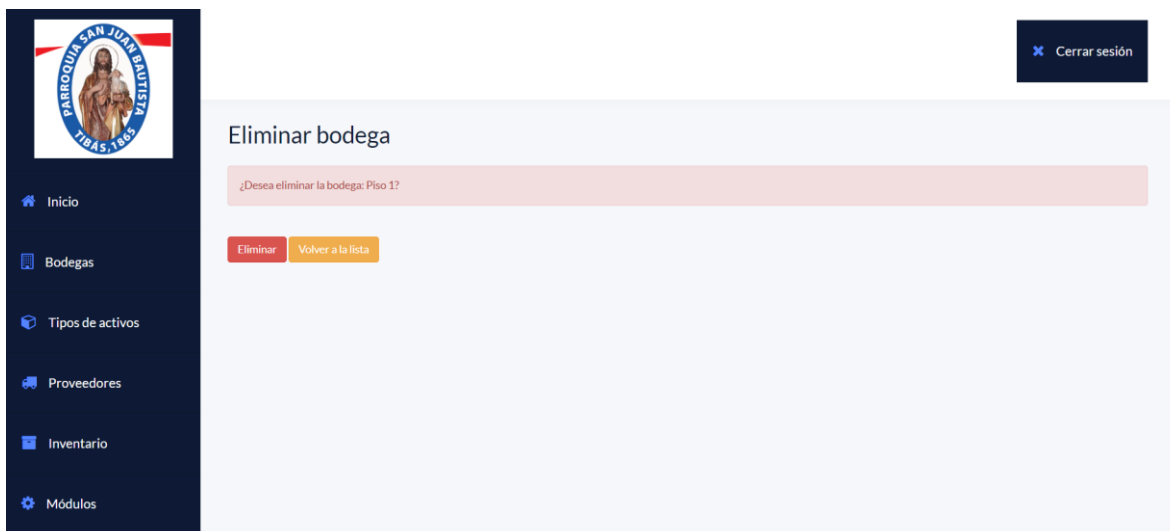 PARROQUIA SAN JUAN BAUTISTA
TIBÁS, 1865
Cerrar sesión
Eliminar bodega
¿Desea eliminar la bodega: Piso 1?
Eliminar
Volver a la lista
Inicio
Bodegas
Tipos de activos
Proveedores
Inventario
Módulos